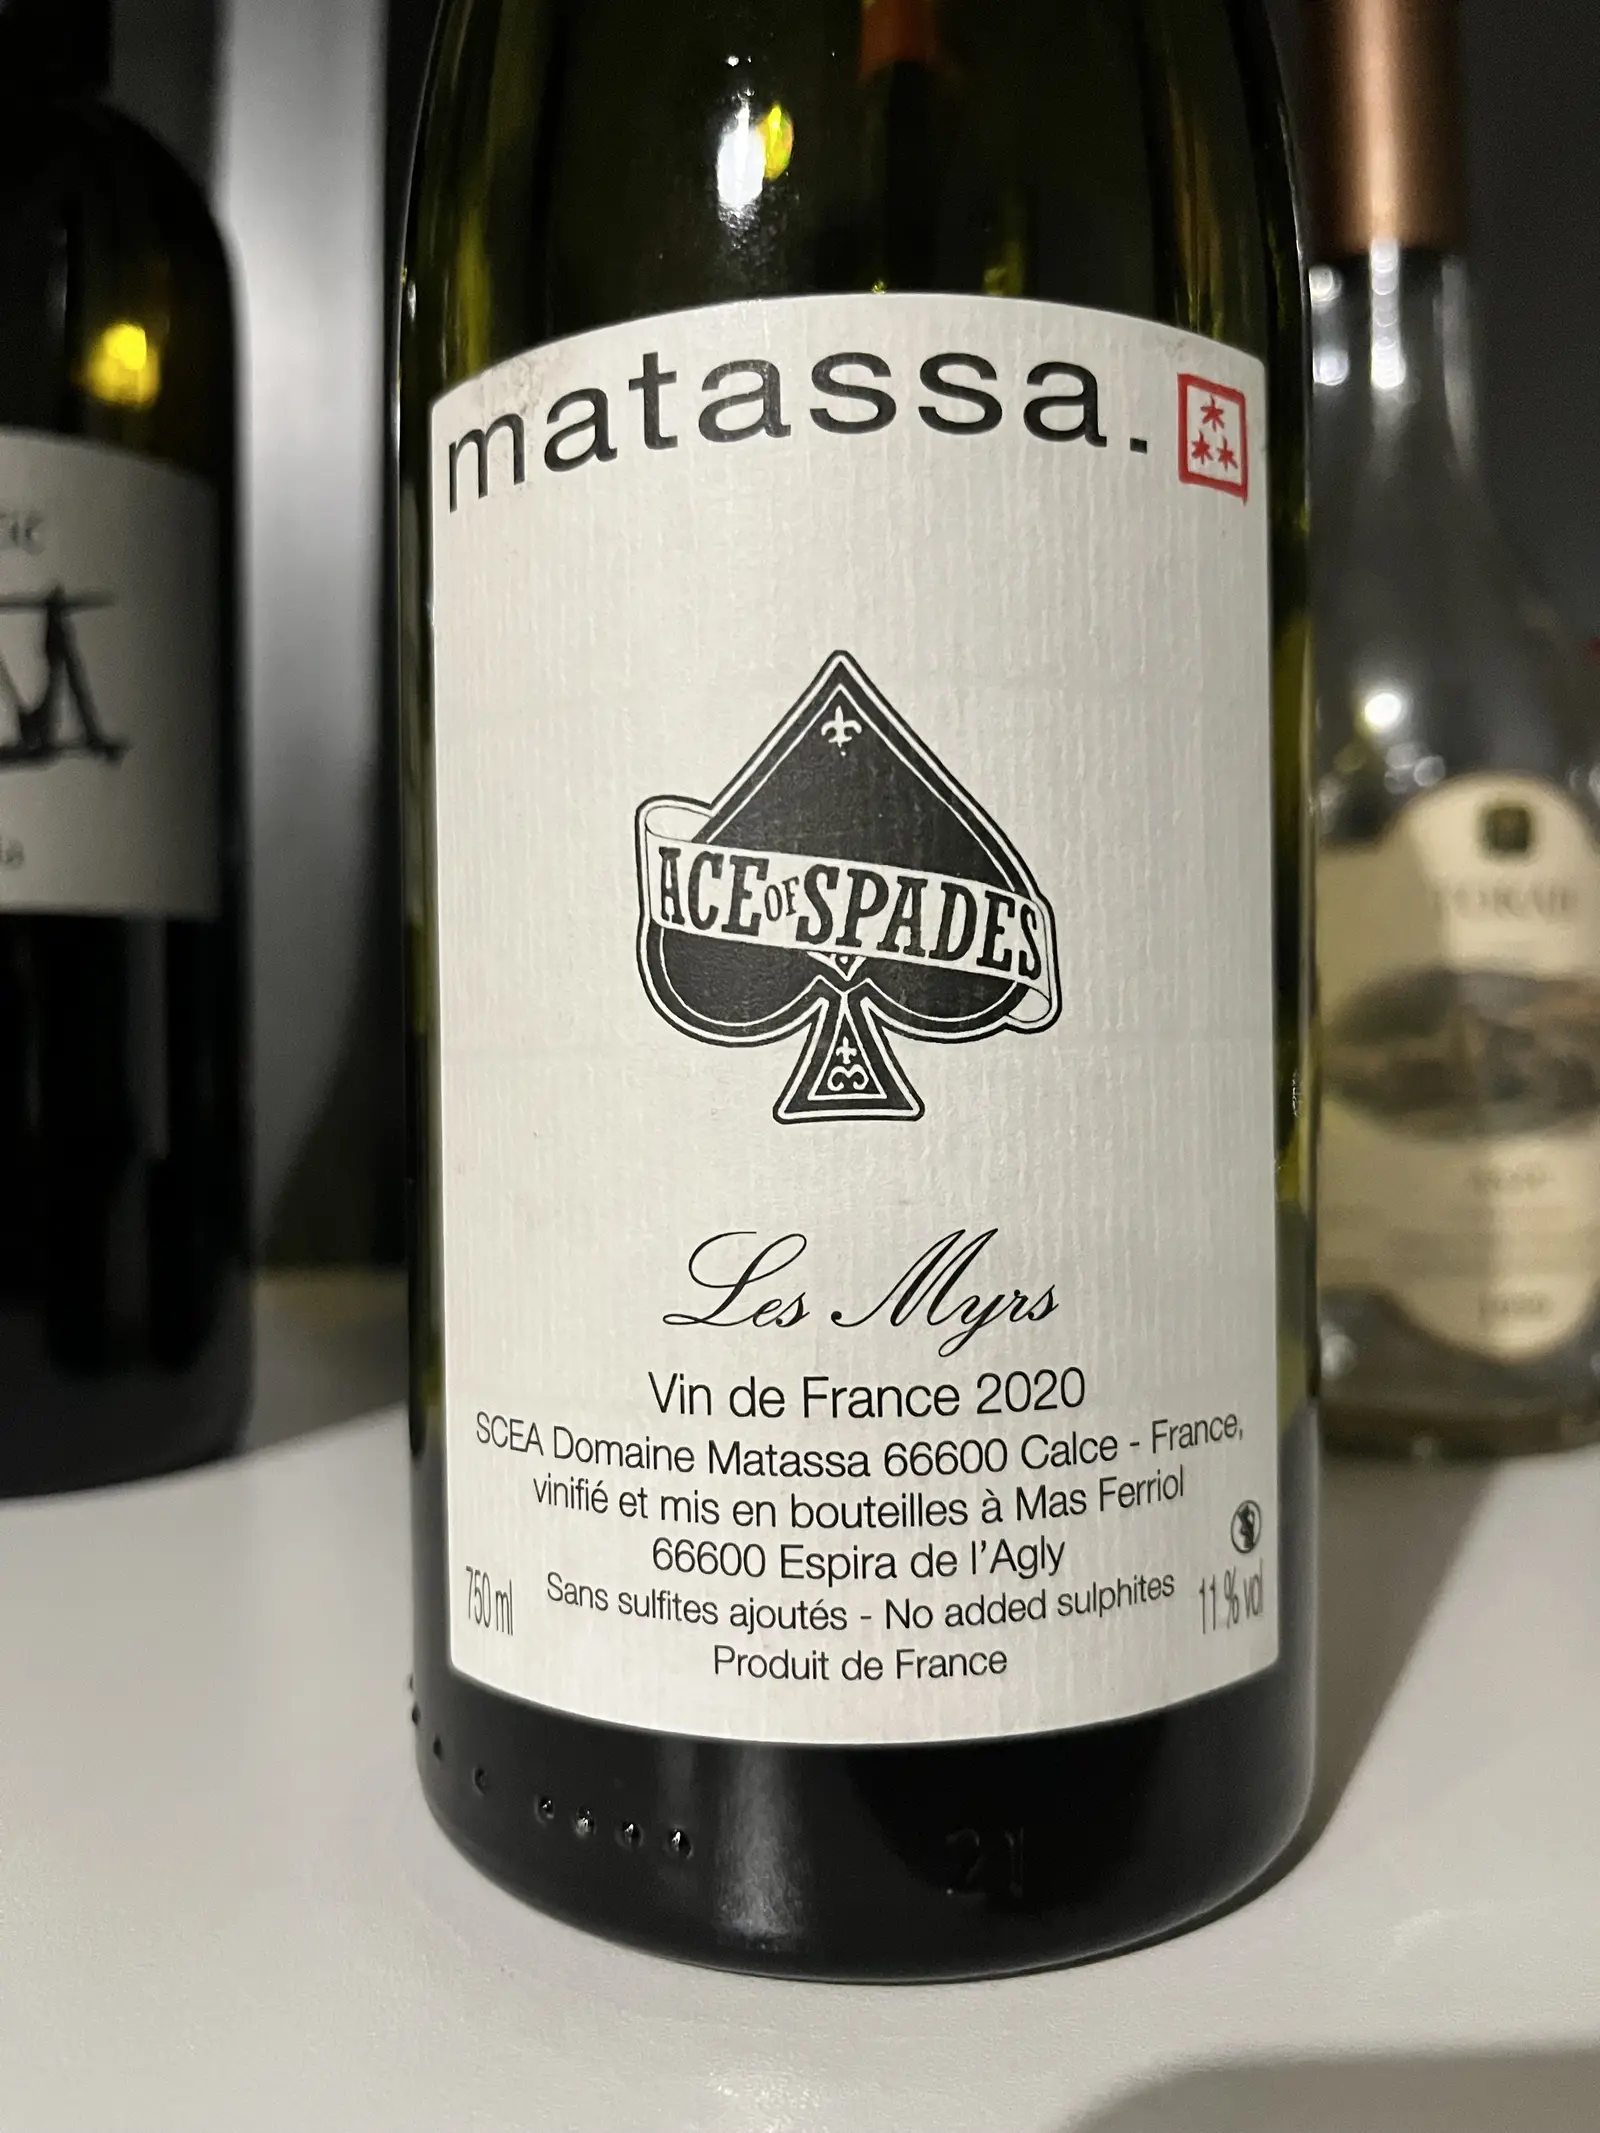 matassa.
ACE OF SPADES
Les Myrs
Vin de France 2020
SCEA Domaine Matassa 66600 Calce - France,
vinifié et mis en bouteilles à Mas Ferriol
66600 Espira de l'Agly
750 ml
Sans sulfites ajoutés - No added sulphites
11 % vol
Produit de France
21